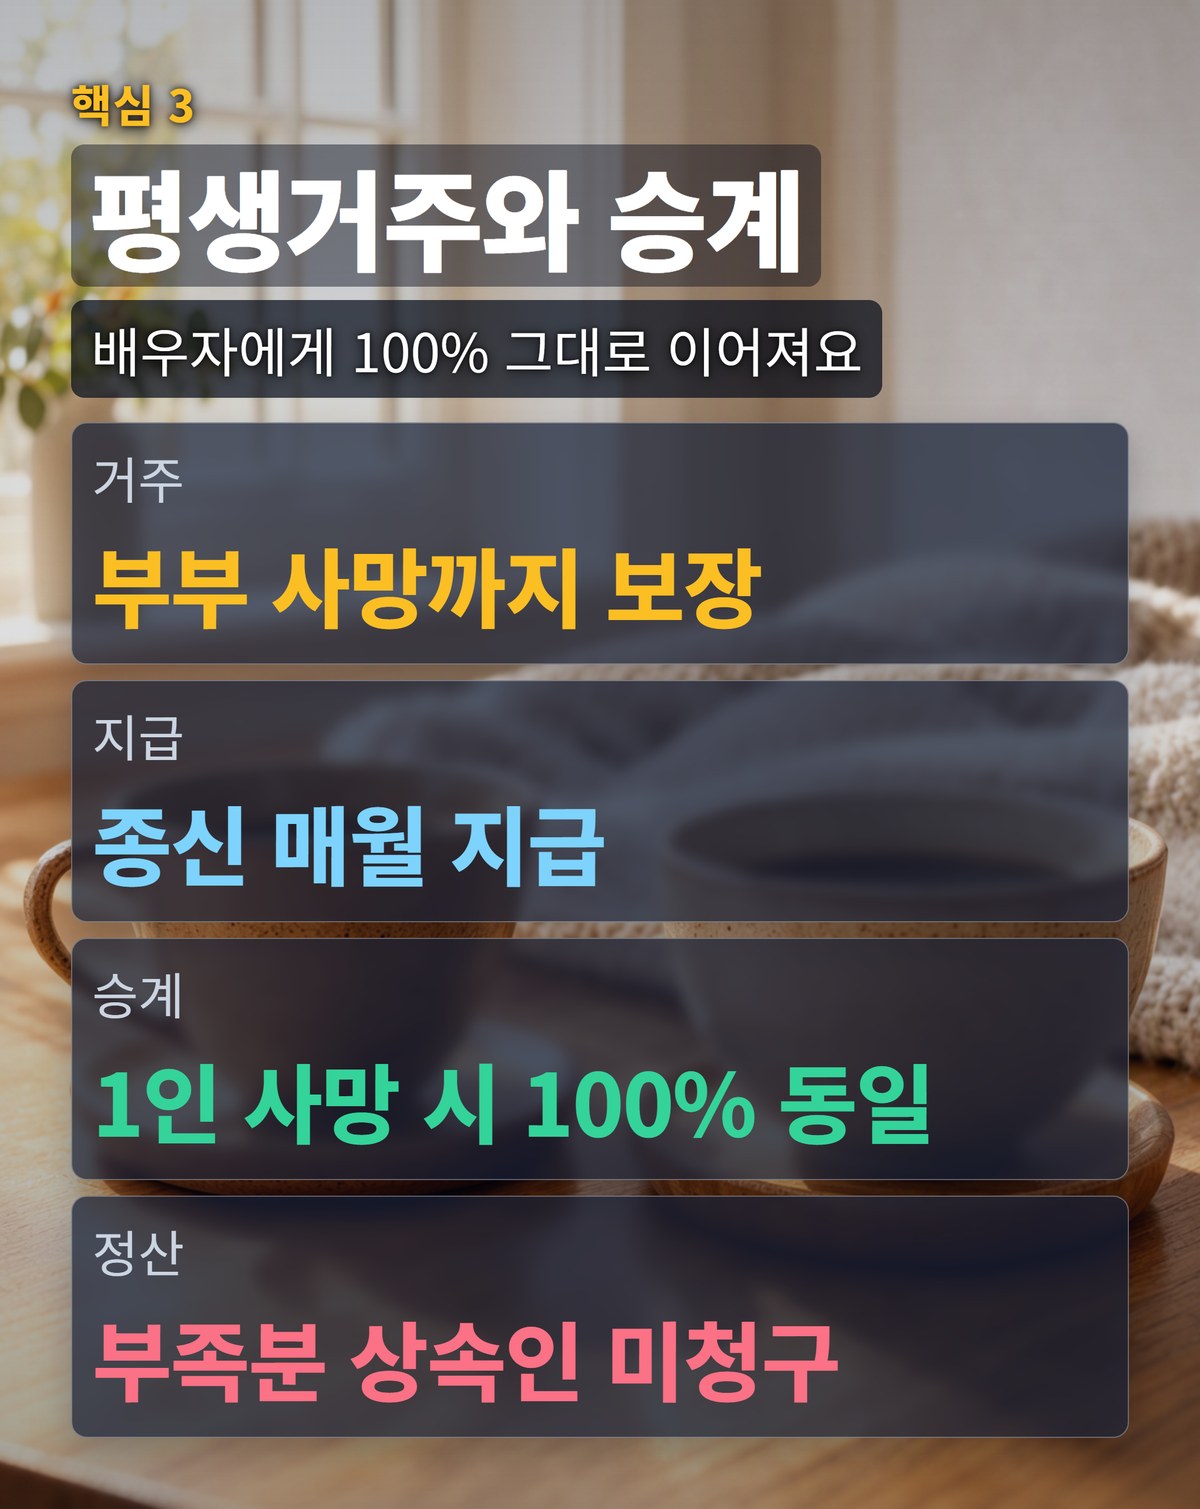 핵심 3
평생거주와 승계
배우자에게 100% 그대로 이어져요
거주
부부 사망까지 보장
지급
종신 매월 지급
승계
1인 사망 시 100% 동일
정산
부족분 상속인 미청구